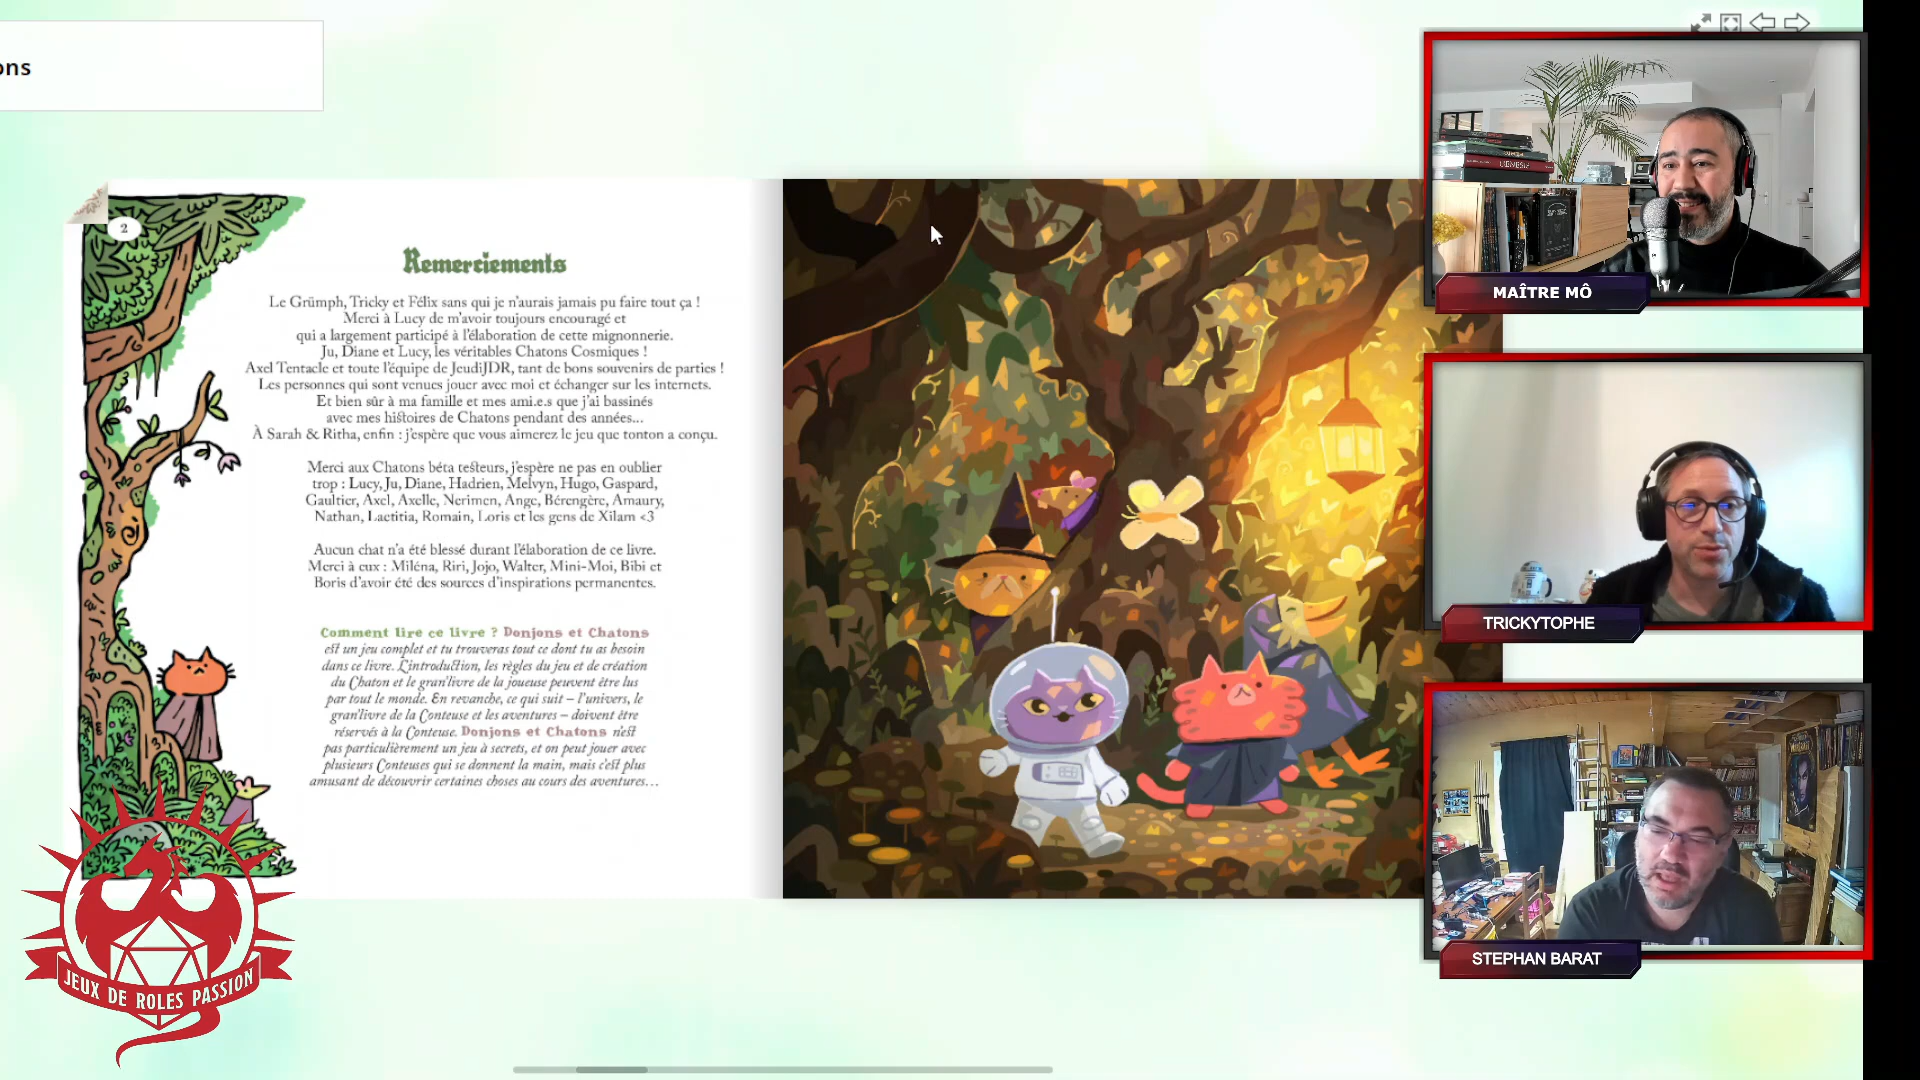 ons
2
Remerciements
Le Grümph, Tricky et Félix sans qui je n'aurais jamais pu faire tout ça !
Merci à Lucy de m'avoir toujours encouragé et
qui a largement participé à l'élaboration de cette mignonnerie.
Ju, Diane et Lucy, les véritables Chatons Cosmiques !
Axel Tentacle et toute l'équipe de JeudiJDR, tant de bons souvenirs de parties !
Les personnes qui sont venues jouer avec moi et échanger sur les internets.
Et bien sûr à ma famille et mes ami.e.s que j'ai bassinés
avec mes histoires de Chatons pendant des années...
À Sarah & Ritha, enfin : j'espère que vous aimerez le jeu que tonton a conçu.
Merci aux Chatons béta testeurs, j'espère ne pas en oublier
trop : Lucy, Ju, Diane, Hadrien, Melvyn, Hugo, Gaspard,
Gaultier, Axel, Axelle, Nerimen, Ange, Bérengère, Amaury,
Nathan, Laetitia, Romain, Loris et les gens de Xilam <3
Aucun chat n'a été blessé durant l'élaboration de ce livre.
Merci à eux : Miléna, Riri, Jojo, Walter, Mini-Moi, Bibi et
Boris d'avoir été des sources d'inspirations permanentes.
Comment lire ce livre ? Donjons et Chatons
est un jeu complet et tu trouveras tout ce dont tu as besoin
dans ce livre. L'introduction, les règles du jeu et de création
du Chaton et le gran'livre de la joueuse peuvent être lus
par tout le monde. En revanche, ce qui suit – l'univers, le
gran'livre de la Conteuse et les aventures – doivent être
réservés à la Conteuse. Donjons et Chatons n'est
pas particulièrement un jeu à secrets, et on peut jouer avec
plusieurs Conteuses qui se donnent la main, mais c'est plus
amusant de découvrir certaines choses au cours des aventures...
JEUX DE ROLES PASSION
MAÎTRE MÔ
TRICKYTOPHE
STEPHAN BARAT